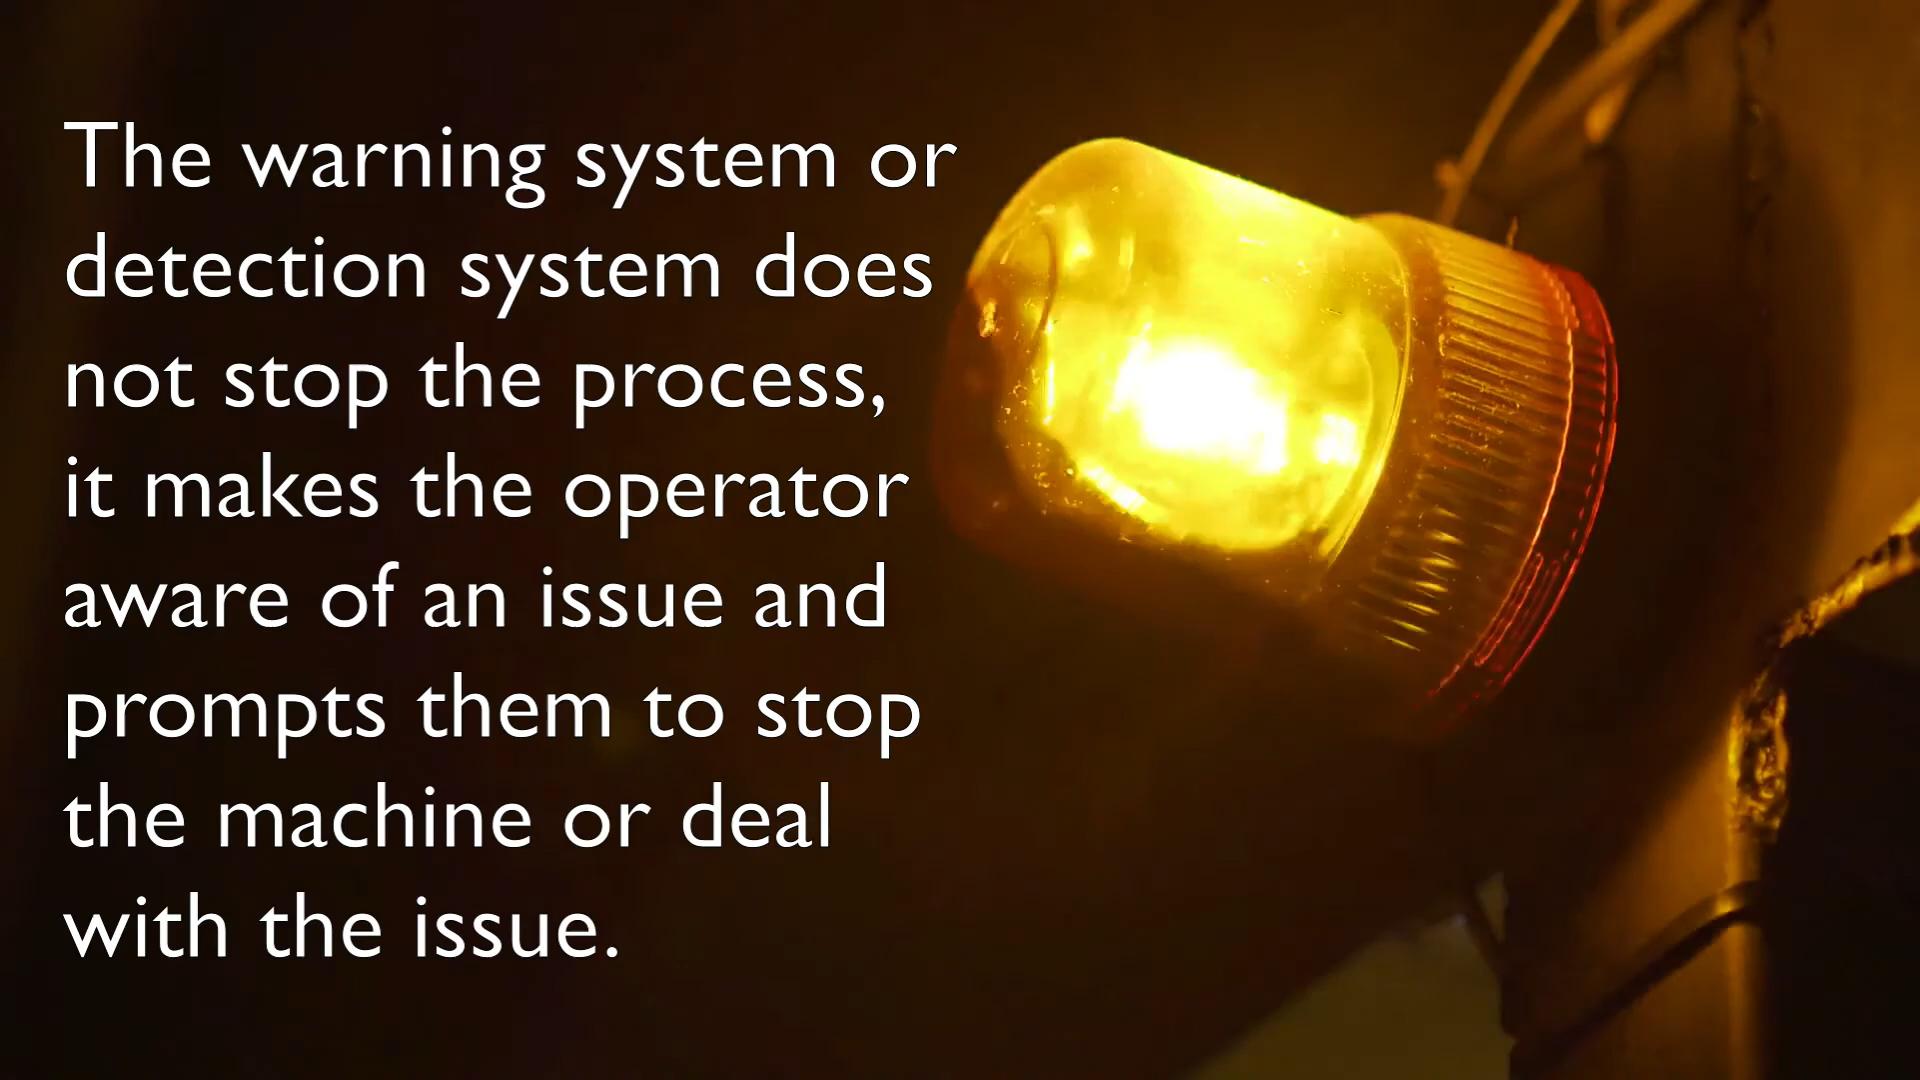 The warning system or
detection system does
not stop the process,
it makes the operator
aware of an issue and
prompts them to stop
the machine or deal
with the issue.